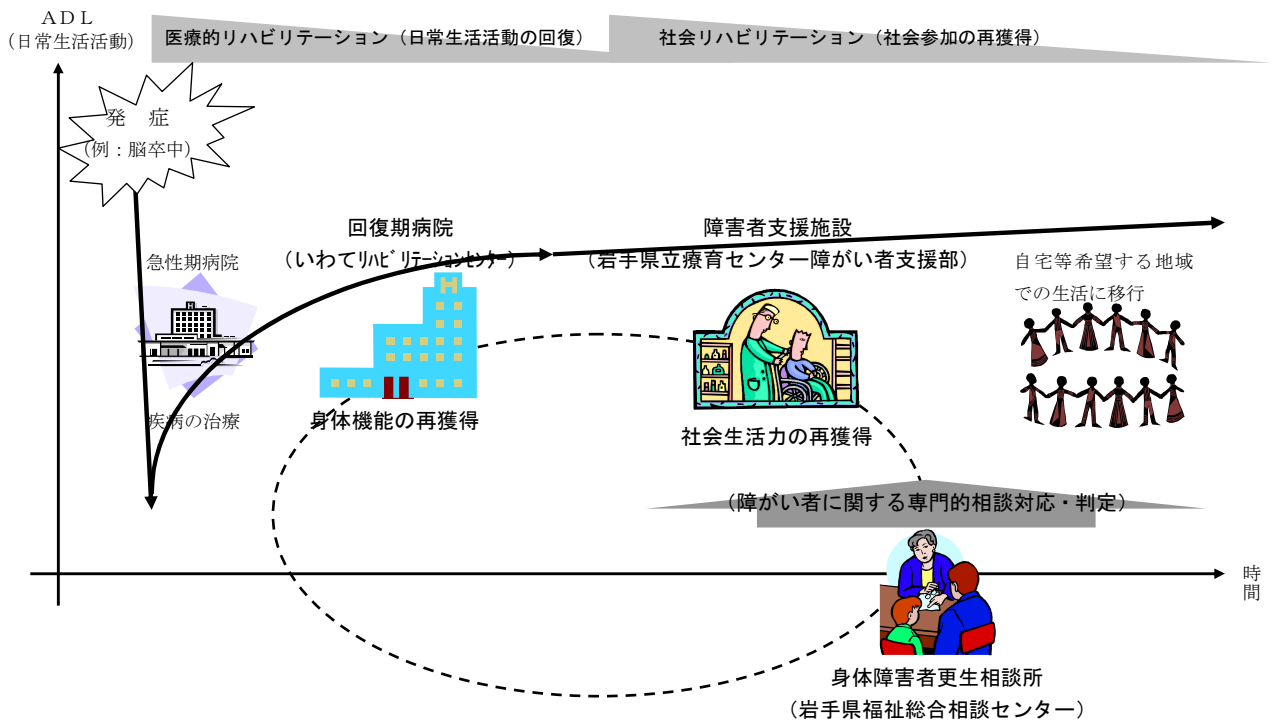 ＡＤＬ
（日常生活活動）
医療的リハビリテーション（日常生活活動の回復）
社会リハビリテーション（社会参加の再獲得）
発　症
（例：脳卒中）
回復期病院
（いわてﾘﾊﾋﾞﾘﾃｰｼｮﾝｾﾝﾀｰ）
障害者支援施設
（岩手県立療育センター障がい者支援部）
急性期病院
自宅等希望する地域
での生活に移行
H
疾病の治療
身体機能の再獲得
社会生活力の再獲得
（障がい者に関する専門的相談対応・判定）
時
間
身体障害者更生相談所
（岩手県福祉総合相談センター）